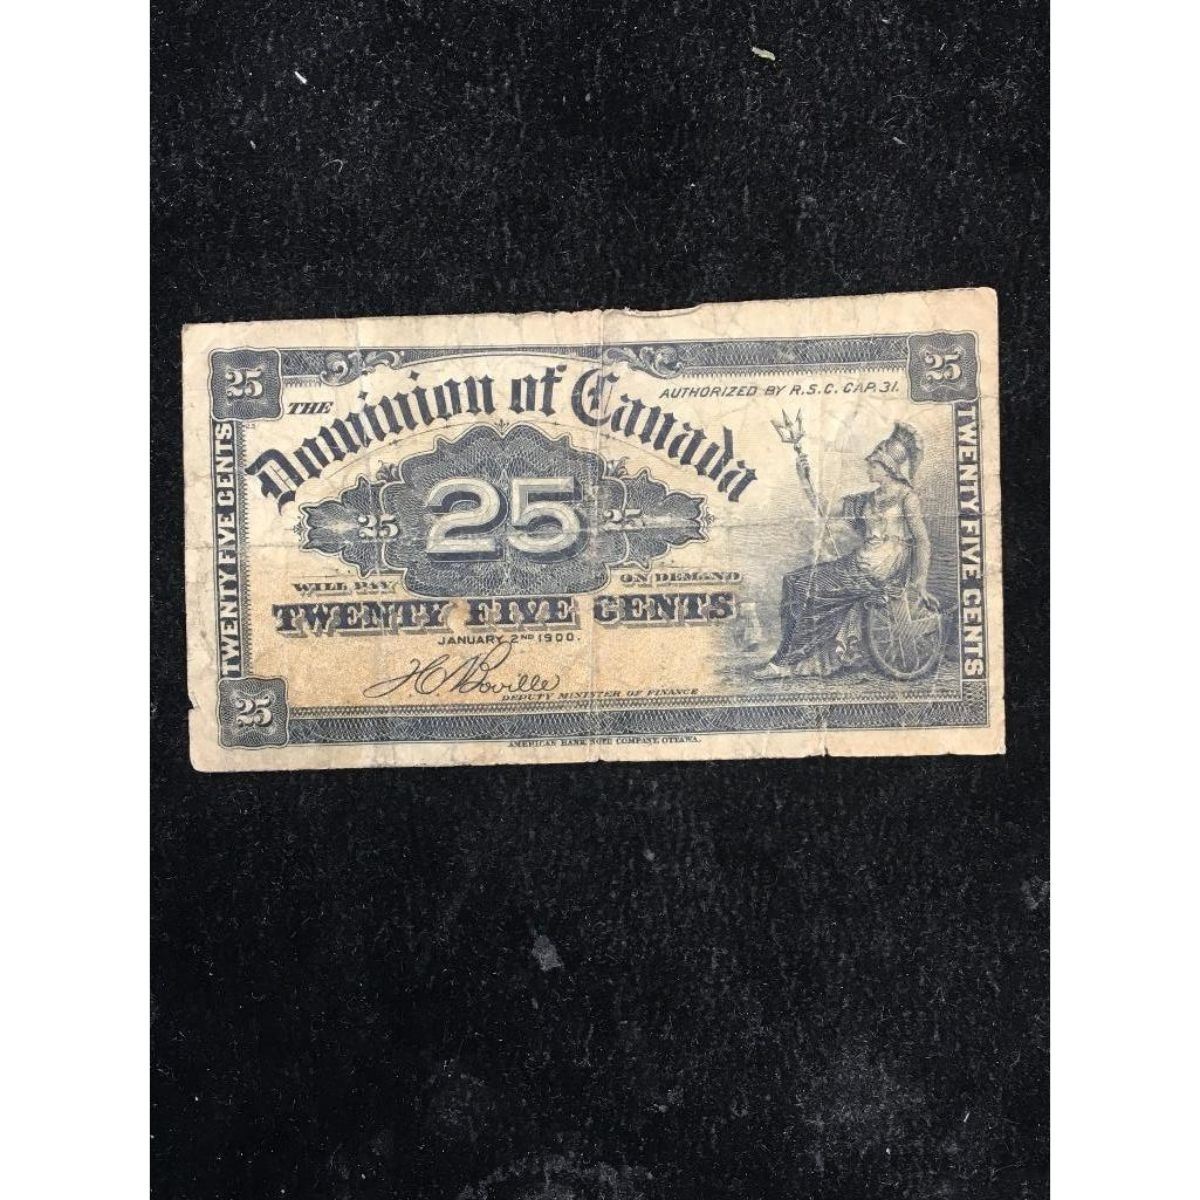 25
25
THE Dominion of Canada
AUTHORIZED BY R.S.C. CAP. 31.
TWENTY FIVE CENTS
25
25
25
TWENTY FIVE CENTS
WILL PAY
ON DEMAND
TWENTY FIVE CENTS
JANUARY 2ND 1900.
JC Boville
DEPUTY MINISTER OF FINANCE
25
AMERICAN BANK NOTE COMPANY, OTTAWA.